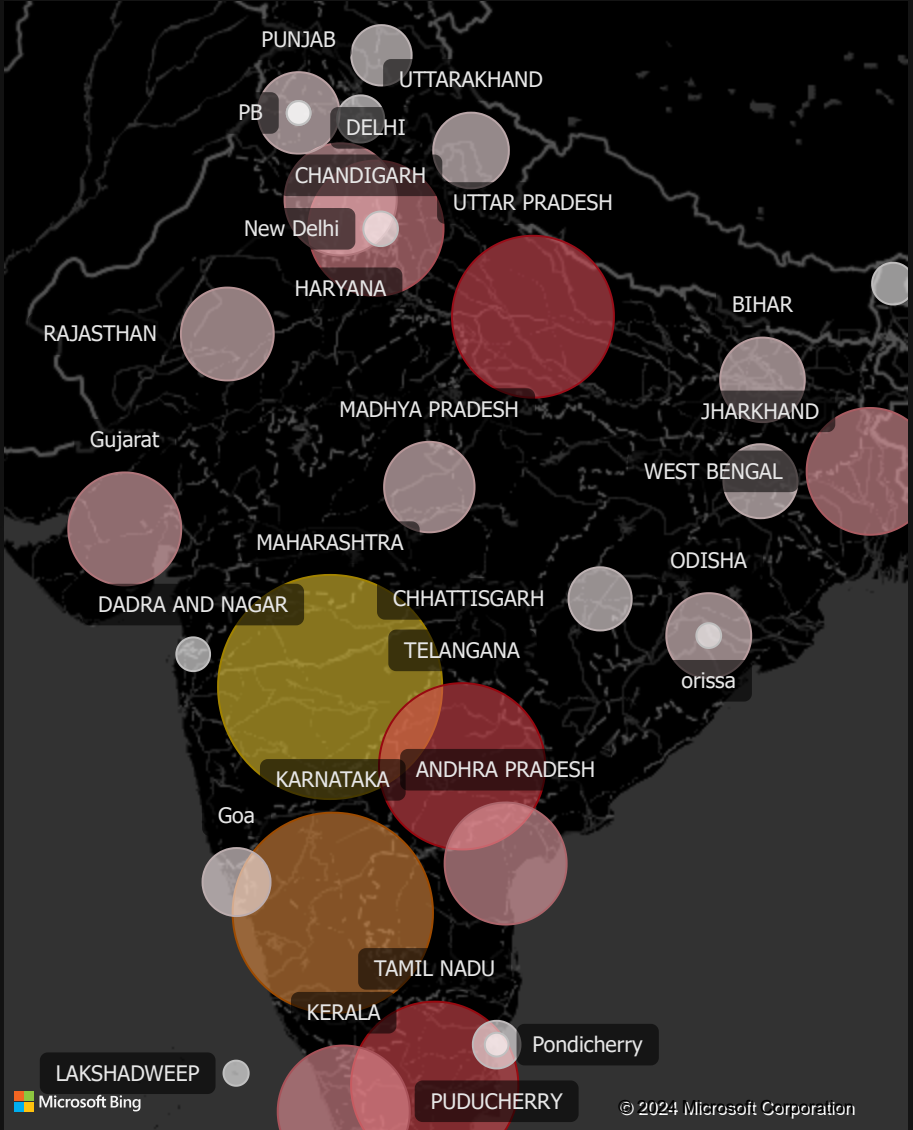 PUNJAB
UTTARAKHAND
PB
DELHI
CHANDIGARH
UTTAR PRADESH
New Delhi
HARYANA
BIHAR
RAJASTHAN
MADHYA PRADESH
JHARKHAND
Gujarat
WEST BENGAL
MAHARASHTRA
ODISHA
DADRA AND NAGAR
CHHATTISGARH
TELANGANA
orissa
ANDHRA PRADESH
KARNATAKA
Goa
TAMIL NADU
KERALA
Pondicherry
LAKSHADWEEP
PUDUCHERRY
Microsoft Bing
© 2024 Microsoft Corporation